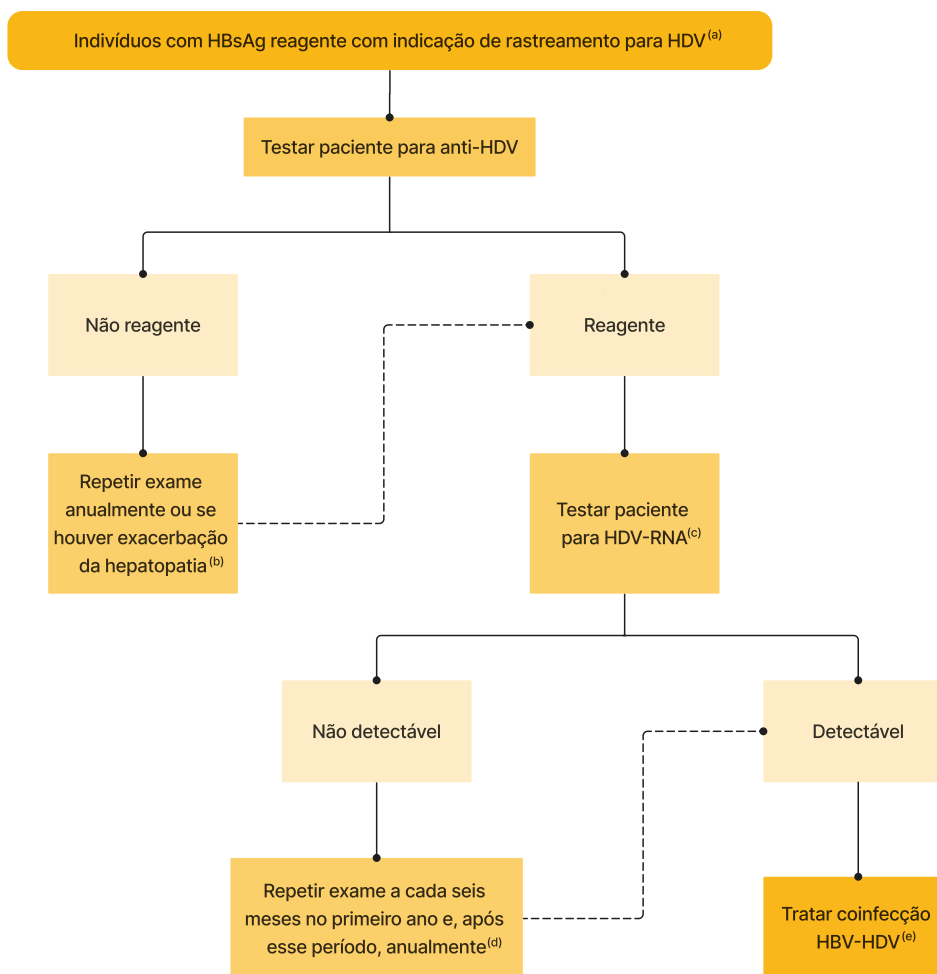 Indivíduos com HBsAg reagente com indicação de rastreamento para HDV(a)
Testar paciente para anti-HDV
Não reagente
Reagente
Repetir exame
anualmente ou se
houver exacerbação
da hepatopatia(b)
Testar paciente
para HDV-RNA(c)
Não detectável
Detectável
Repetir exame a cada seis
meses no primeiro ano e, após
esse período, anualmente(d)
Tratar coinfecção
HBV-HDV(e)